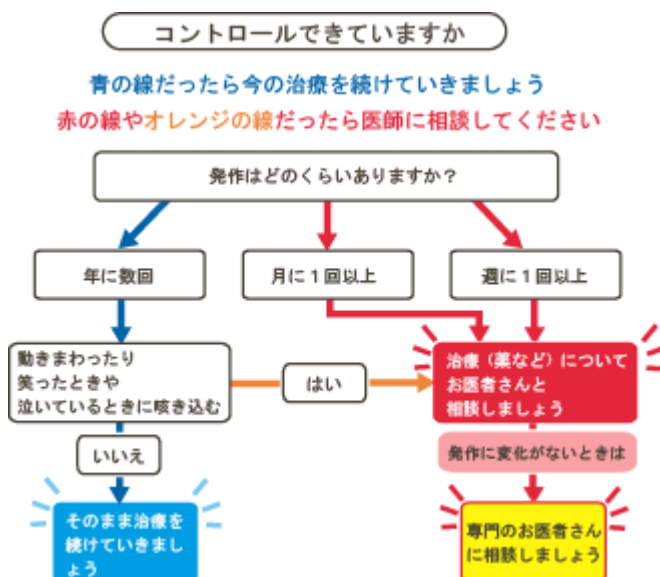 コントロールできていますか
青の線だったら今の治療を続けていきましょう
赤の線やオレンジの線だったら医師に相談してください
発作はどのくらいありますか？
年に数回
月に１回以上
週に１回以上
動きまわったり
笑ったときや
泣いているときに咳き込む
はい
治療（薬など）について
お医者さんと
相談しましょう
いいえ
発作に変化がないときは
そのまま治療を
続けていきまし
ょう
専門のお医者さん
に相談しましょう